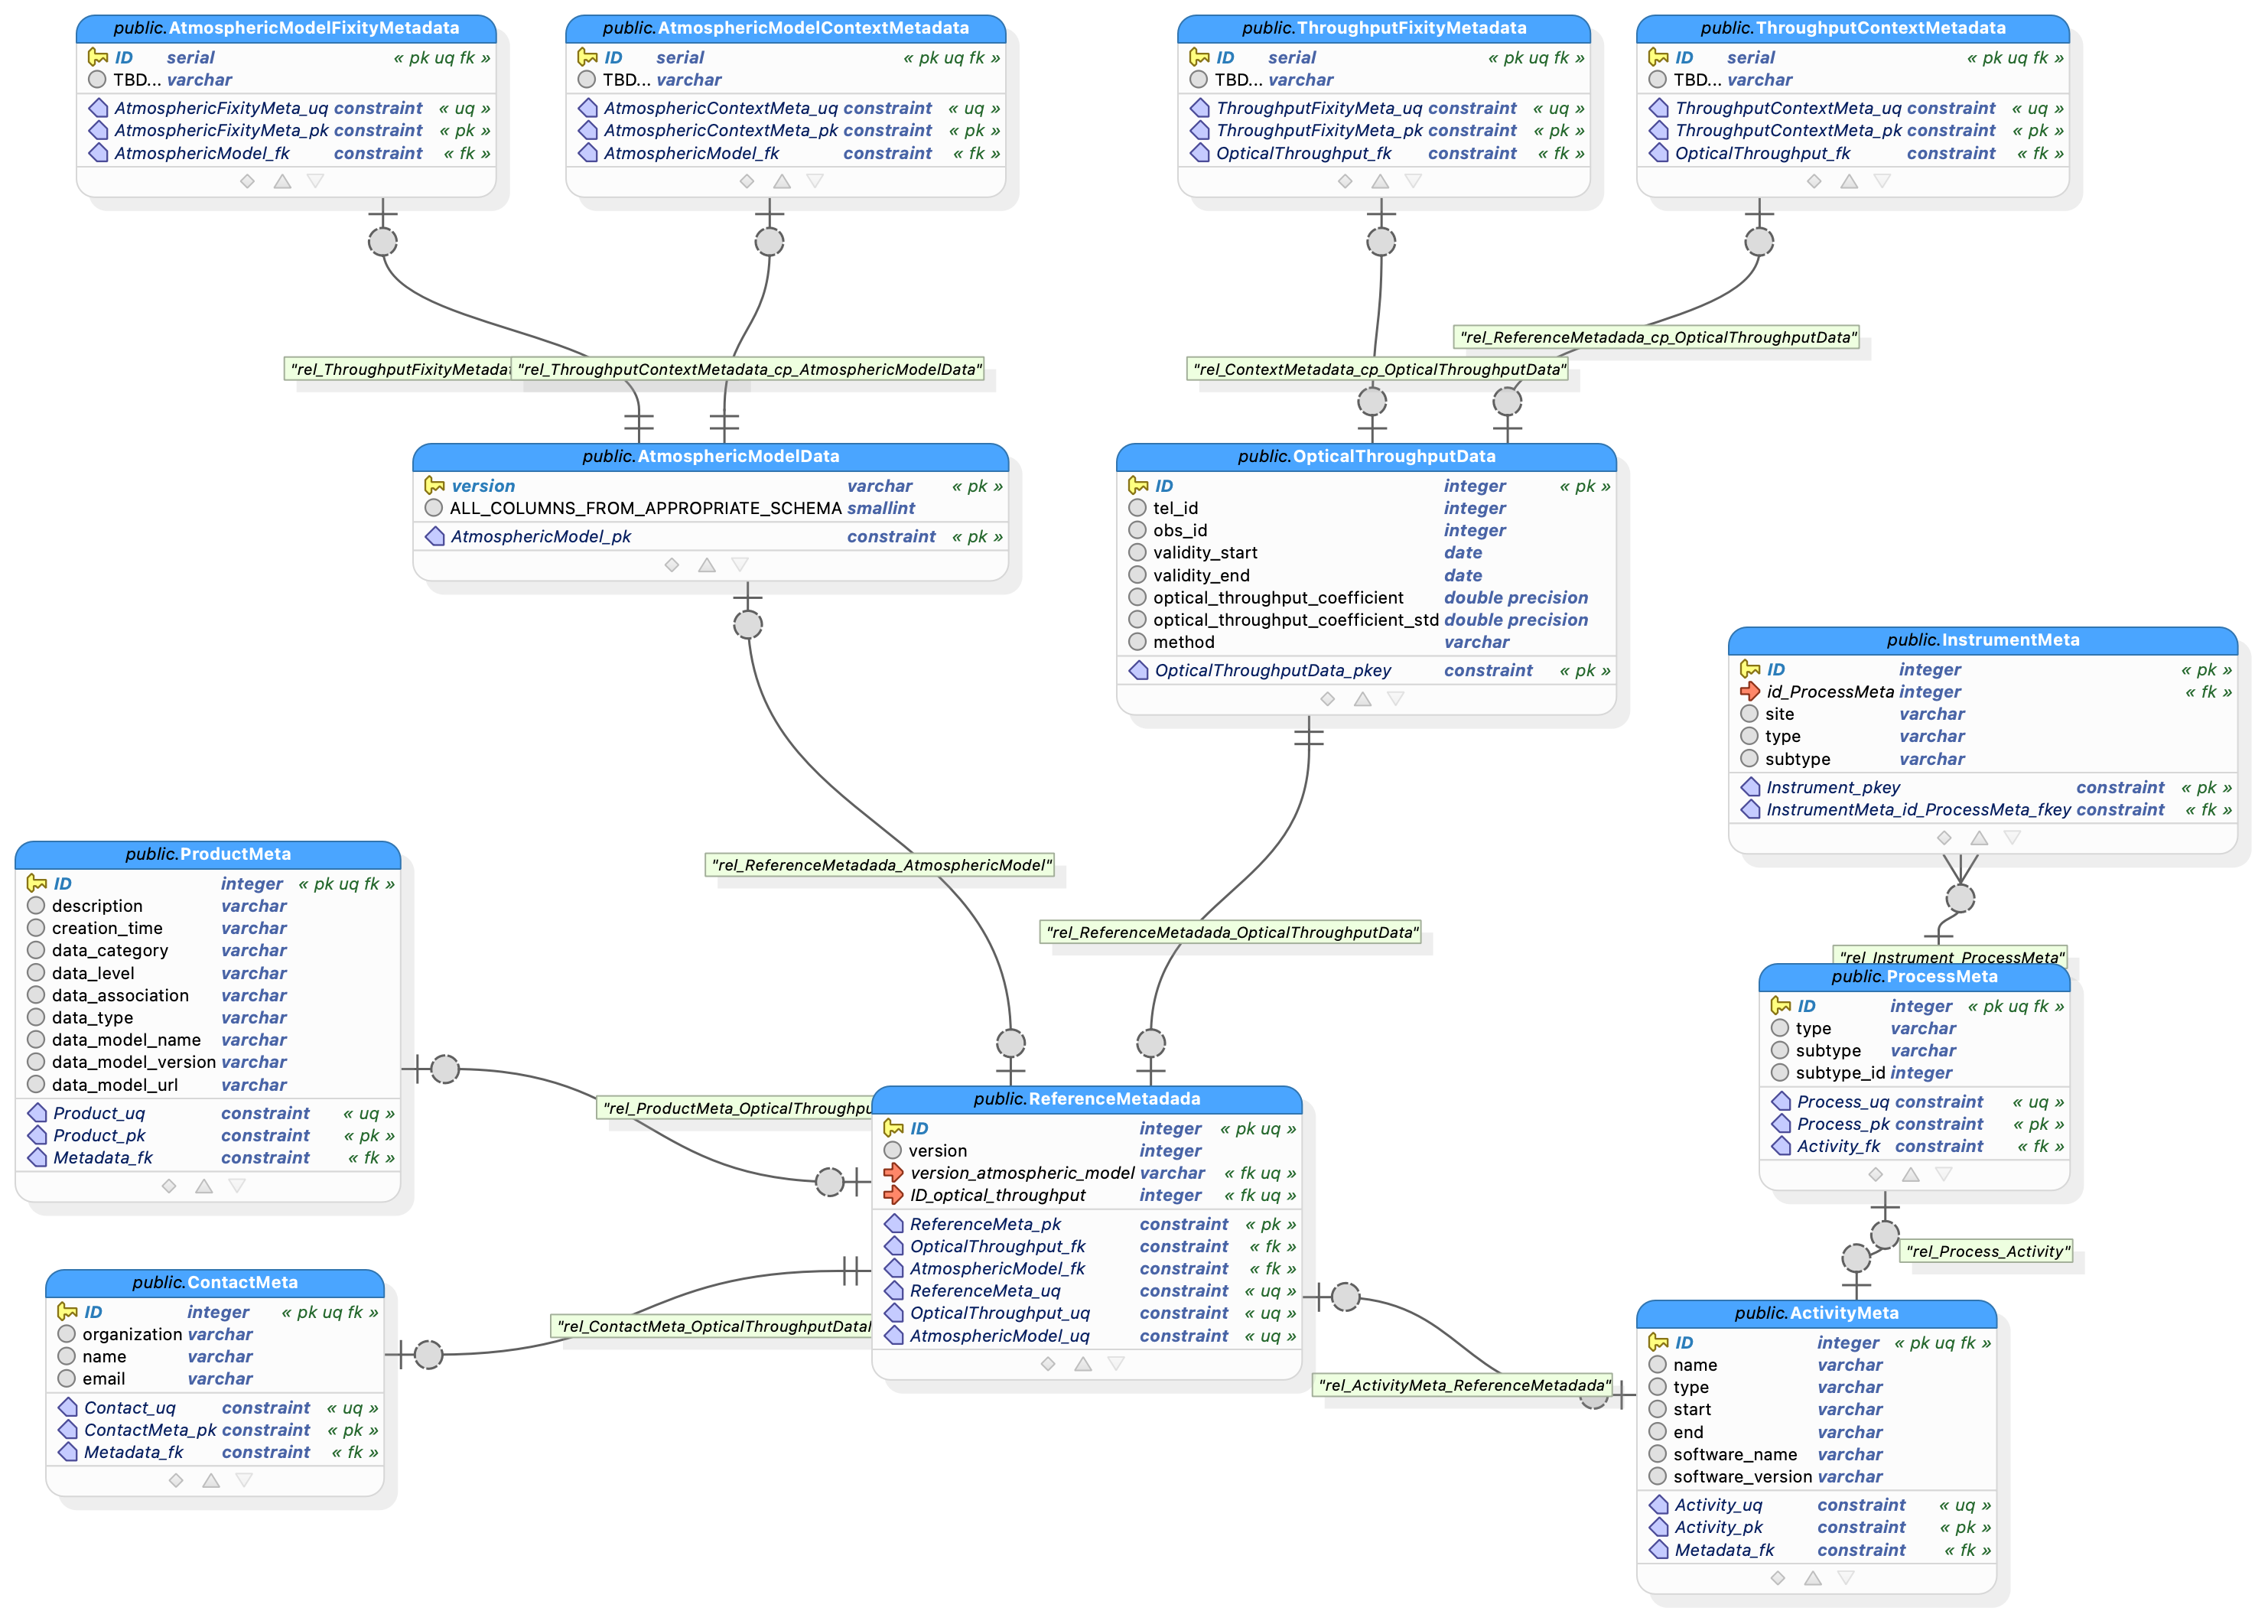 public.AtmosphericModelFixityMetadata
ID serial « pk uq fk »
TBD... varchar
AtmosphericFixityMeta_uq constraint « uq »
AtmosphericFixityMeta_pk constraint « pk »
AtmosphericModel_fk constraint « fk »
public.AtmosphericModelContextMetadata
ID serial « pk uq fk »
TBD... varchar
AtmosphericContextMeta_uq constraint « uq »
AtmosphericContextMeta_pk constraint « pk »
AtmosphericModel_fk constraint « fk »
public.ThroughputFixityMetadata
ID serial « pk uq fk »
TBD... varchar
ThroughputFixityMeta_uq constraint « uq »
ThroughputFixityMeta_pk constraint « pk »
OpticalThroughput_fk constraint « fk »
public.ThroughputContextMetadata
ID serial « pk uq fk »
TBD... varchar
ThroughputContextMeta_uq constraint « uq »
ThroughputContextMeta_pk constraint « pk »
OpticalThroughput_fk constraint « fk »
"rel_ReferenceMetadada_cp_OpticalThroughputData"
"rel_ThroughputFixityMetadat
"rel_ThroughputContextMetadata_cp_AtmosphericModelData"
"rel_ContextMetadata_cp_OpticalThroughputData"
public.AtmosphericModelData
version varchar « pk »
ALL_COLUMNS_FROM_APPROPRIATE_SCHEMA smallint
AtmosphericModel_pk constraint « pk »
public.OpticalThroughputData
ID integer « pk »
tel_id integer
obs_id integer
validity_start date
validity_end date
optical_throughput_coefficient double precision
optical_throughput_coefficient_std double precision
method varchar
OpticalThroughputData_pkey constraint « pk »
public.InstrumentMeta
ID integer « pk »
id_ProcessMeta integer « fk »
site varchar
type varchar
subtype varchar
Instrument_pkey constraint « pk »
InstrumentMeta_id_ProcessMeta_fkey constraint « fk »
"rel_ReferenceMetadada_AtmosphericModel"
"rel_ReferenceMetadada_OpticalThroughputData"
"rel_Instrument_ProcessMeta"
public.ProductMeta
ID integer « pk uq fk »
description varchar
creation_time varchar
data_category varchar
data_level varchar
data_association varchar
data_type varchar
data_model_name varchar
data_model_version varchar
data_model_url varchar
Product_uq constraint « uq »
Product_pk constraint « pk »
Metadata_fk constraint « fk »
public.ProcessMeta
ID integer « pk uq fk »
type varchar
subtype varchar
subtype_id integer
Process_uq constraint « uq »
Process_pk constraint « pk »
Activity_fk constraint « fk »
"rel_ProductMeta_OpticalThroughpu
public.ReferenceMetadada
ID integer « pk uq »
version integer
version_atmospheric_model varchar « fk uq »
ID_optical_throughput integer « fk uq »
ReferenceMeta_pk constraint « pk »
OpticalThroughput_fk constraint « fk »
AtmosphericModel_fk constraint « fk »
ReferenceMeta_uq constraint « uq »
OpticalThroughput_uq constraint « uq »
AtmosphericModel_uq constraint « uq »
"rel_Process_Activity"
public.ContactMeta
ID integer « pk uq fk »
organization varchar
name varchar
email varchar
Contact_uq constraint « uq »
ContactMeta_pk constraint « pk »
Metadata_fk constraint « fk »
"rel_ContactMeta_OpticalThroughputData
"rel_ActivityMeta_ReferenceMetadada"
public.ActivityMeta
ID integer « pk uq fk »
name varchar
type varchar
start varchar
end varchar
software_name varchar
software_version varchar
Activity_uq constraint « uq »
Activity_pk constraint « pk »
Metadata_fk constraint « fk »